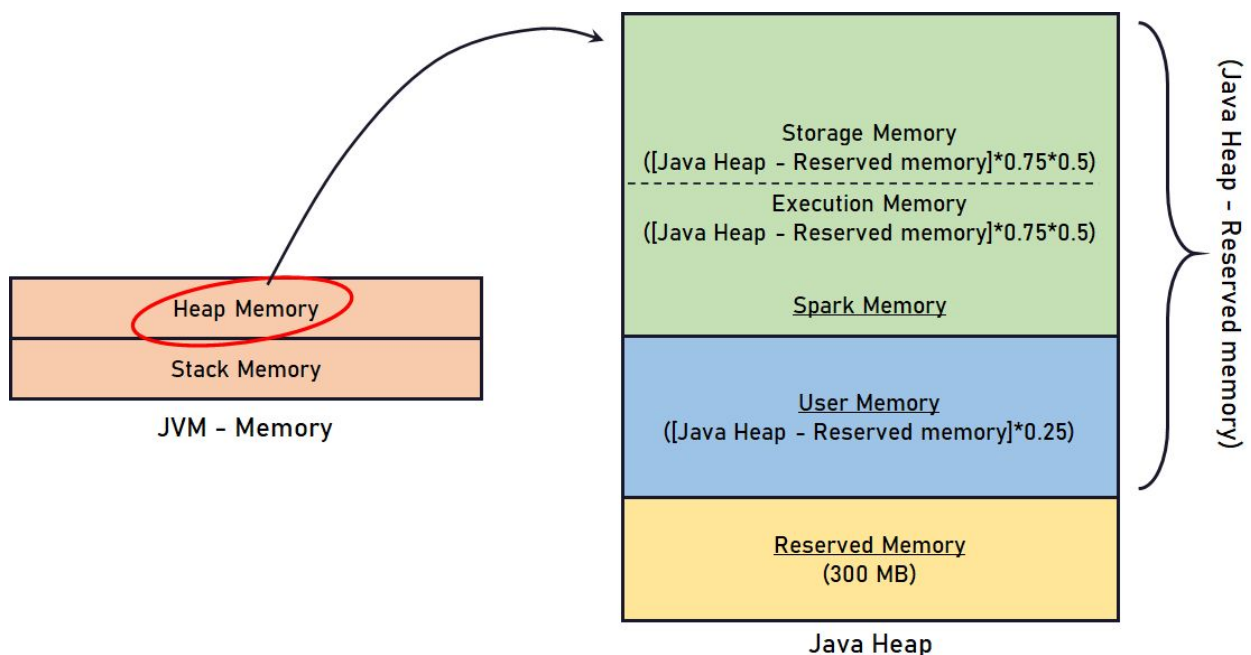 Heap Memory
Stack Memory
JVM - Memory
Storage Memory
([Java Heap - Reserved memory]*0.75*0.5)
Execution Memory
([Java Heap - Reserved memory]*0.75*0.5)
Spark Memory
User Memory
([Java Heap - Reserved memory]*0.25)
Reserved Memory
(300 MB)
Java Heap
(Java Heap - Reserved memory)